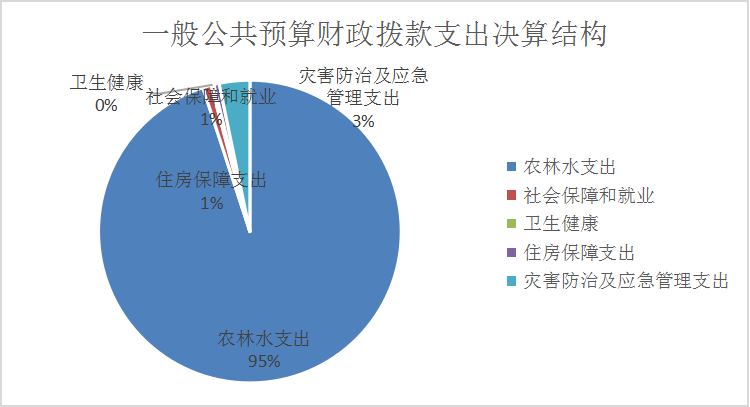 一般公共预算财政拨款支出决算结构
卫生健康
0%
社会保障和就业
1%
灾害防治及应急
管理支出
3%
住房保障支出
1%
农林水支出
95%
农林水支出
社会保障和就业
卫生健康
住房保障支出
灾害防治及应急管理支出